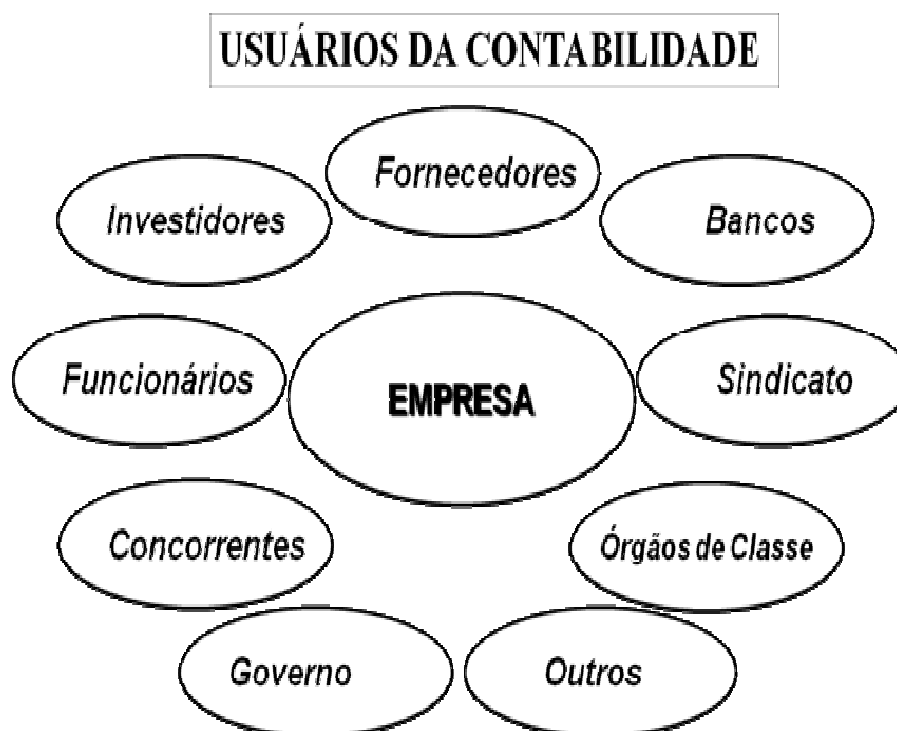 USUÁRIOS DA CONTABILIDADE
Fornecedores
Investidores
Bancos
Funcionários
EMPRESA
Sindicato
Concorrentes
Órgãos de Classe
Governo
Outros